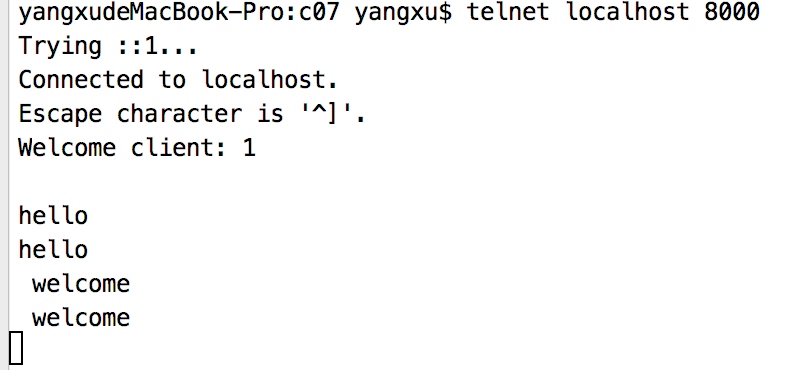 yangxudeMacBook-Pro:c07 yangxu$ telnet localhost 8000
Trying ::1...
Connected to localhost.
Escape character is '^]'.
Welcome client: 1
hello
hello
 welcome
 welcome